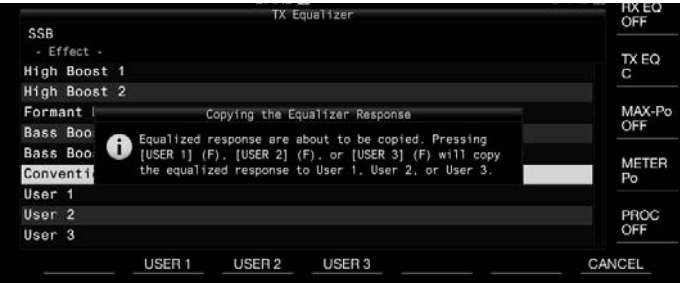 TX Equalizer
SSB
- Effect -
High Boost 1
High Boost 2
Formant
Bass Boo
Bass Boo
Conventi
User 1
User 2
User 3
Copying the Equalizer Response
Equalized response are about to be copied. Pressing
[USER 1] (F), [USER 2] (F), or [USER 3] (F) will copy
the equalized response to User 1, User 2, or User 3.
RX EQ
OFF
TX EQ
C
MAX-Po
OFF
METER
Po
PROC
OFF
USER 1
USER 2
USER 3
CANCEL